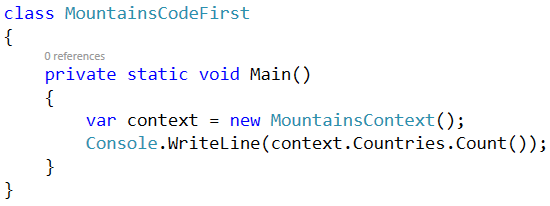 class MountainsCodeFirst
{
0 references
private static void Main()
{
var context = new MountainsContext();
Console.WriteLine(context.Countries.Count());
}
}